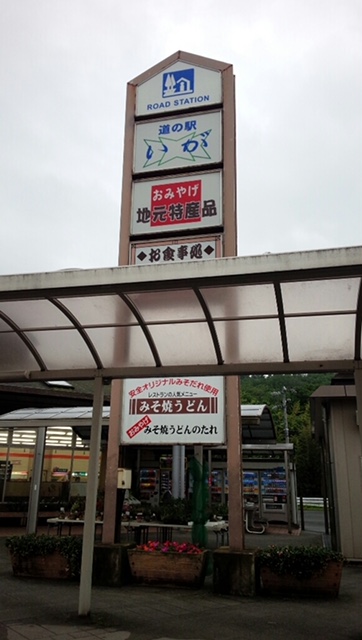 ROAD STATION
道の駅
いが
おみやげ
地元特産品
◆お食事処◆
安全オリジナルみそだれ使用
レストランの人気メニュー
みそ焼うどん
おみやげ
みそ焼うどんのたれ